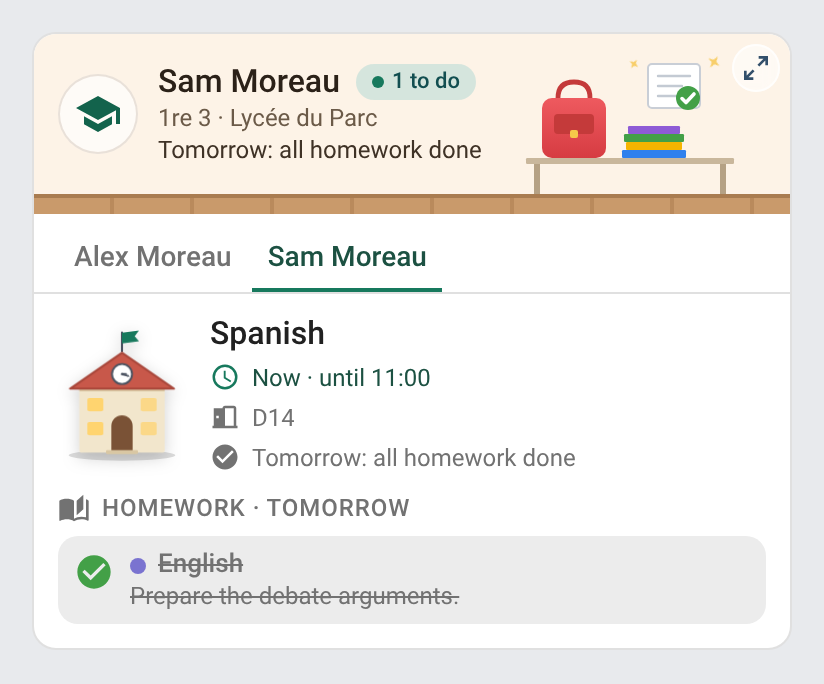 Sam Moreau
1 to do
1re 3 · Lycée du Parc
Tomorrow: all homework done
Alex Moreau
Sam Moreau
Spanish
Now · until 11:00
D14
Tomorrow: all homework done
HOMEWORK · TOMORROW
English
Prepare the debate arguments.